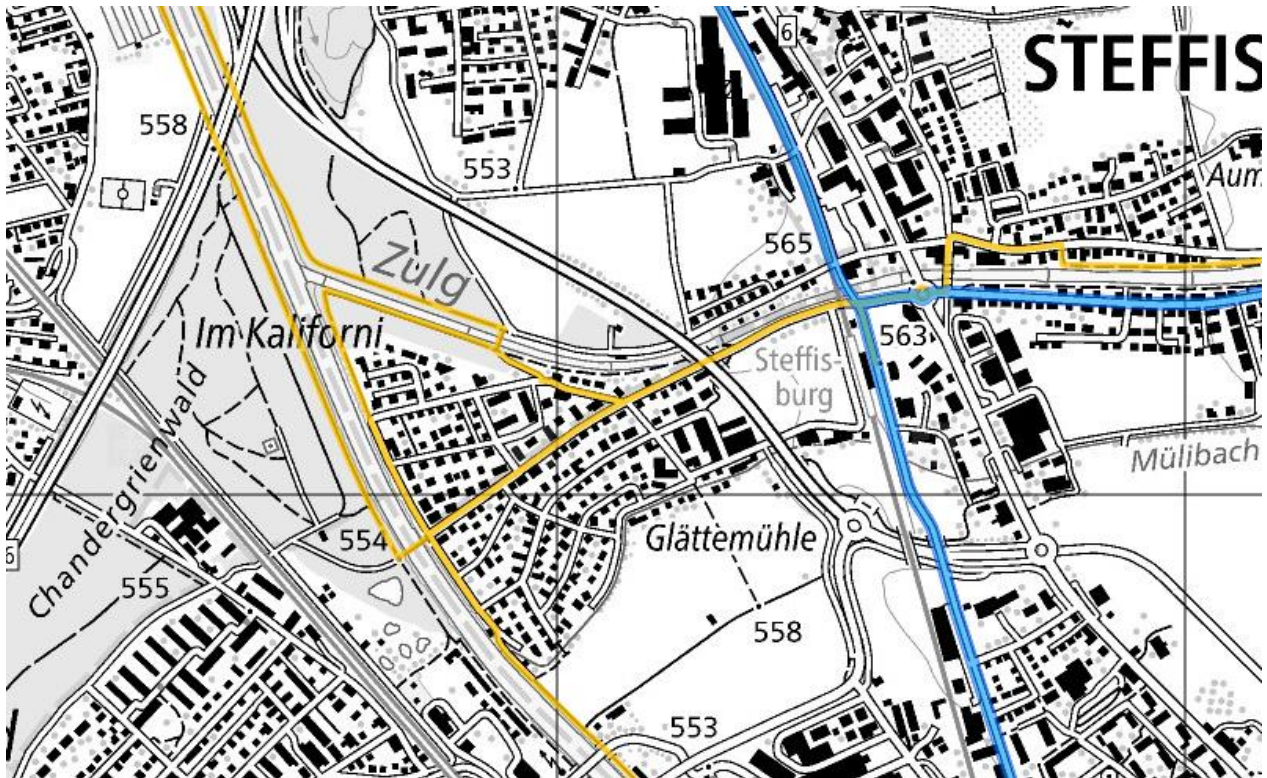 6
STEFFIS
558
553
Aum
Zulg
565
Im Kaliforni
563
Steffis-
burg
Chandergrienwald
Mülibach
554
Glättemühle
6
555
558
553